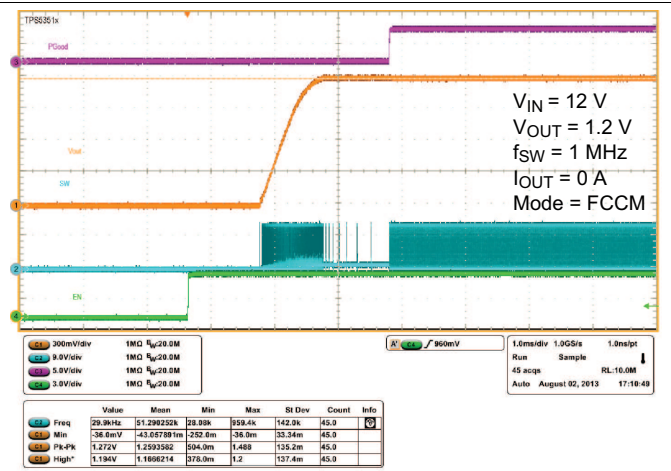 TPS5351x
PGood
3
VIN = 12 V
VOUT = 1.2 V
fSW = 1 MHz
IOUT = 0 A
Mode = FCCM
Vout
SW
1
2
EN
4
C1 300mV/div 1MΩ BW:20.0M
C2 9.0V/div 1MΩ BW:20.0M
C3 5.0V/div 1MΩ BW:20.0M
C4 3.0V/div 1MΩ BW:20.0M
A' C4 / 960mV
1.0ms/div 1.0GS/s 1.0ns/pt
Run Sample
45 acqs RL:10.0M
Auto August 02, 2013 17:10:49
Value Mean Min Max St Dev Count Info
C2 Freq 29.9kHz 51.290252k 28.08k 959.4k 142.0k 45.0
C1 Min -36.0mV -43.057891m -252.0m -36.0m 33.34m 45.0
C1 Pk-Pk 1.272V 1.2593582 504.0m 1.488 135.2m 45.0
C1 High* 1.194V 1.1666214 378.0m 1.2 137.4m 45.0